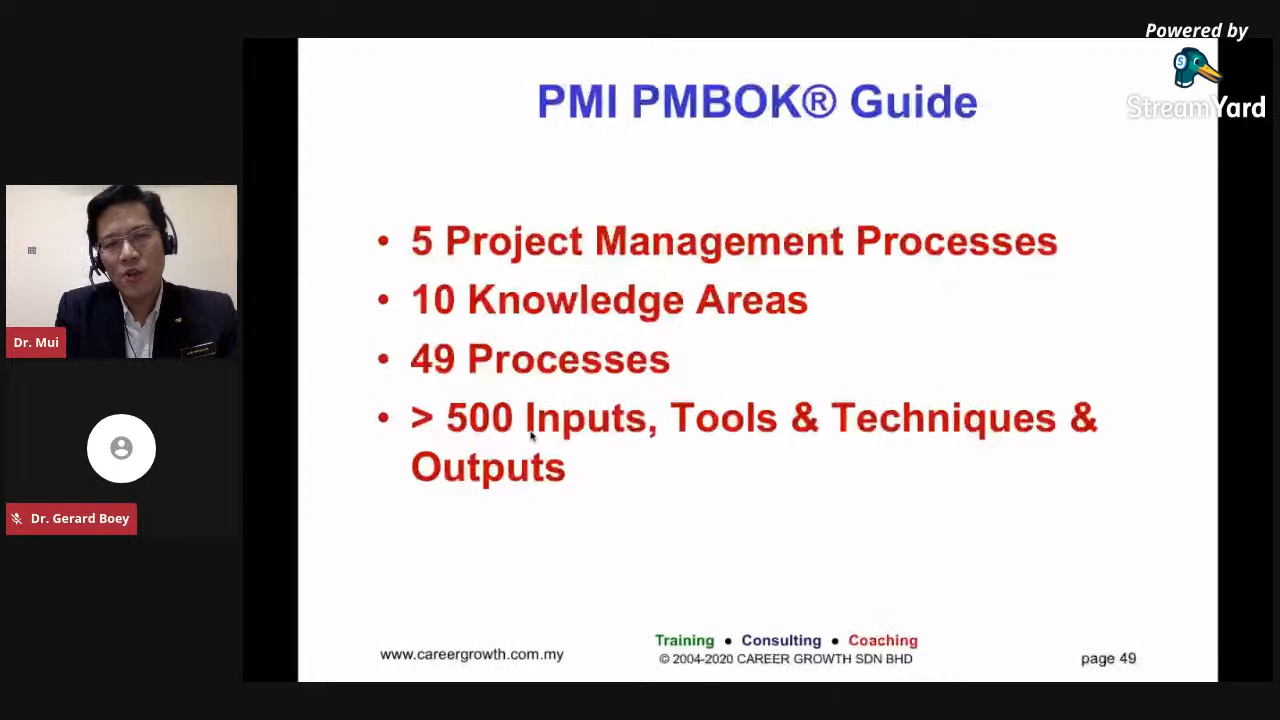 Powered by
StreamYard
PMI PMBOK® Guide
• 5 Project Management Processes
• 10 Knowledge Areas
• 49 Processes
• > 500 Inputs, Tools & Techniques &
Outputs
Dr. Mui
Dr. Gerard Boey
Training ● Consulting ● Coaching
www.careergrowth.com.my
© 2004-2020 CAREER GROWTH SDN BHD
page 49